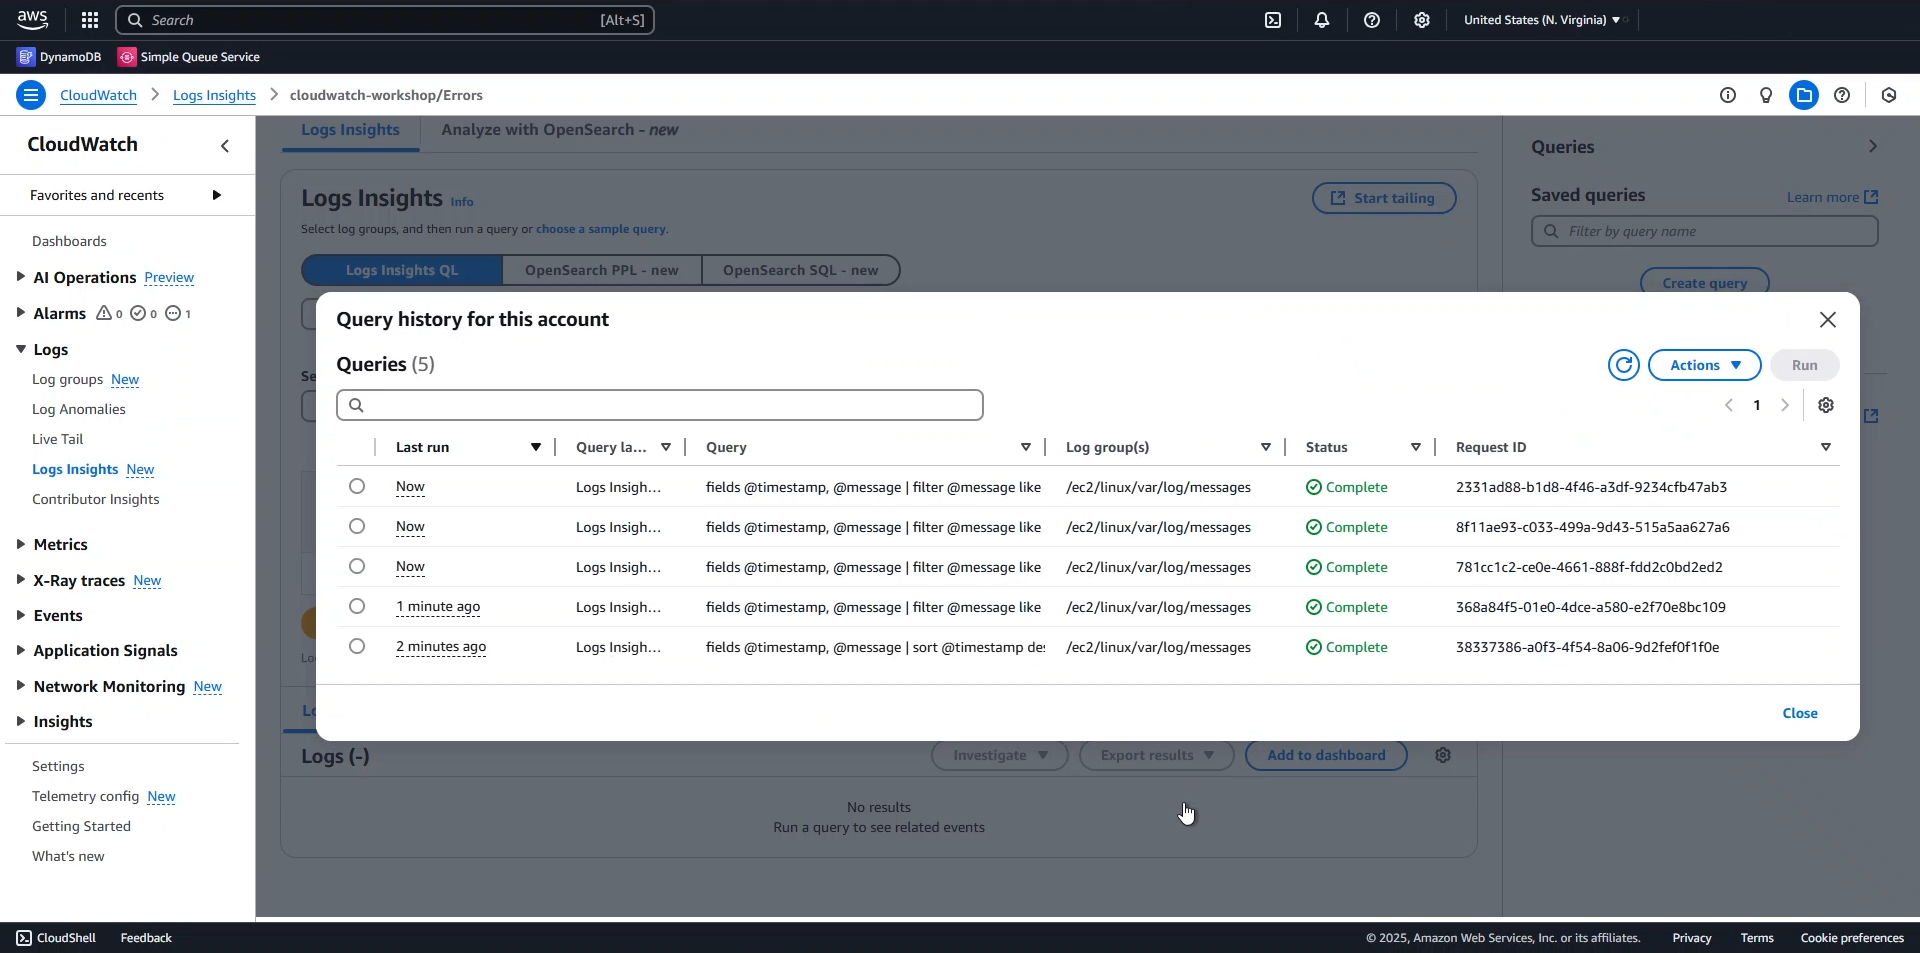 aws
Search [Alt+S]
United States (N. Virginia)
DynamoDB Simple Queue Service
CloudWatch Logs Insights cloudwatch-workshop/Errors
CloudWatch
Favorites and recents
Dashboards
AI Operations Preview
Alarms 0 0 1
Logs
Log groups New
Log Anomalies
Live Tail
Logs Insights New
Contributor Insights
Metrics
X-Ray traces New
Events
Application Signals
Network Monitoring New
Insights
Settings
Telemetry config New
Getting Started
What's new
Logs Insights Analyze with OpenSearch - new
Logs Insights Info
Start tailing
Select log groups, and then run a query or choose a sample query.
Logs Insights QL OpenSearch PPL - new OpenSearch SQL - new
Queries
Saved queries Learn more
Filter by query name
Create query
Query history for this account
Queries (5)
Actions Run
1
Last run Query la... Query Log group(s) Status Request ID
Now Logs Insigh... fields @timestamp, @message | filter @message like /ec2/linux/var/log/messages Complete 2331ad88-b1d8-4f46-a3df-9234cfb47ab3
Now Logs Insigh... fields @timestamp, @message | filter @message like /ec2/linux/var/log/messages Complete 8f11ae93-c033-499a-9d43-515a5aa627a6
Now Logs Insigh... fields @timestamp, @message | filter @message like /ec2/linux/var/log/messages Complete 781cc1c2-ce0e-4661-888f-fdd2c0bd2ed2
1 minute ago Logs Insigh... fields @timestamp, @message | filter @message like /ec2/linux/var/log/messages Complete 368a84f5-01e0-4dce-a580-e2f70e8bc109
2 minutes ago Logs Insigh... fields @timestamp, @message | sort @timestamp de /ec2/linux/var/log/messages Complete 38337386-a0f3-4f54-8a06-9d2fef0f1f0e
Close
Logs (-)
Investigate Export results Add to dashboard
No results
Run a query to see related events
CloudShell Feedback © 2025, Amazon Web Services, Inc. or its affiliates. Privacy Terms Cookie preferences